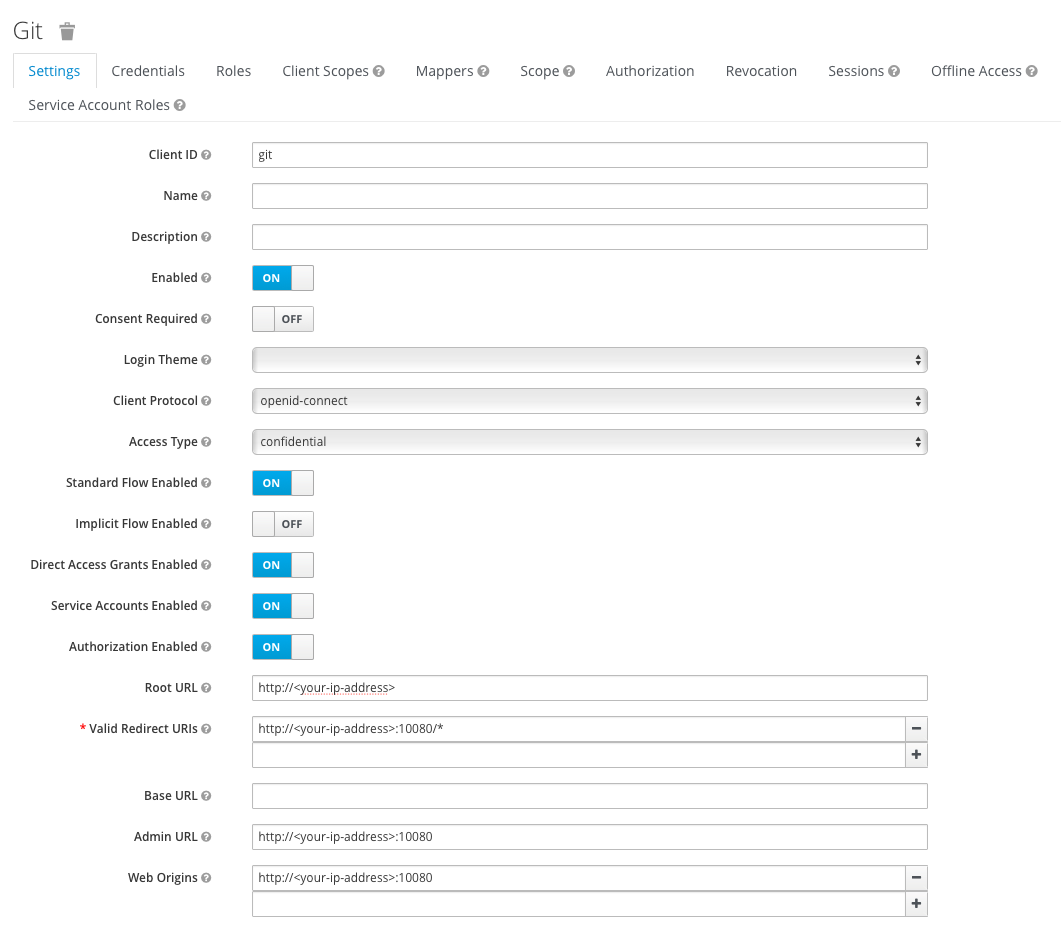 Git
Settings Credentials Roles Client Scopes Mappers Scope Authorization Revocation Sessions Offline Access
Service Account Roles
Client ID git
Name
Description
Enabled ON
Consent Required OFF
Login Theme
Client Protocol openid-connect
Access Type confidential
Standard Flow Enabled ON
Implicit Flow Enabled OFF
Direct Access Grants Enabled ON
Service Accounts Enabled ON
Authorization Enabled ON
Root URL http://<your-ip-address>
* Valid Redirect URIs http://<your-ip-address>:10080/*
Base URL
Admin URL http://<your-ip-address>:10080
Web Origins http://<your-ip-address>:10080